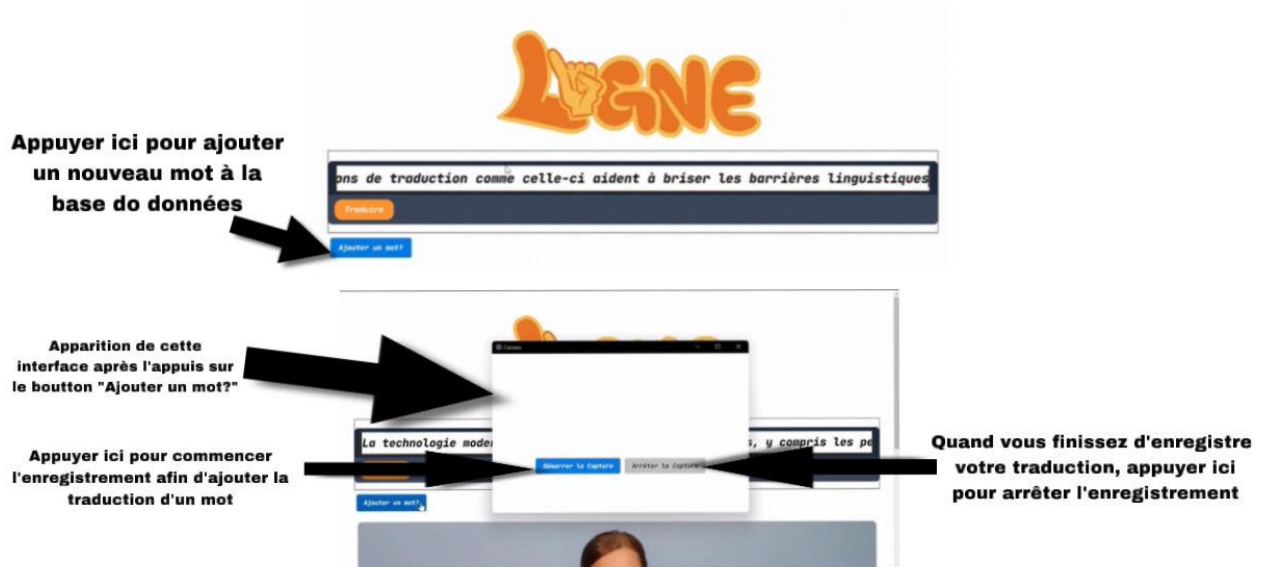 LIGNE
Appuyer ici pour ajouter
un nouveau mot à la
base do données
ons de traduction comme celle-ci aident à briser les barrières linguistiques
Traduire
Ajouter un mot?
Apparition de cette
interface après l'appuis sur
le boutton "Ajouter un mot?"
Camera
La technologie moder
s, y compris les pe
Appuyer ici pour commencer
l'enregistrement afin d'ajouter la
traduction d'un mot
Démarrer la Capture
Arrêter la Capture
Quand vous finissez d'enregistre
votre traduction, appuyer ici
pour arrêter l'enregistrement
Ajouter un mot?